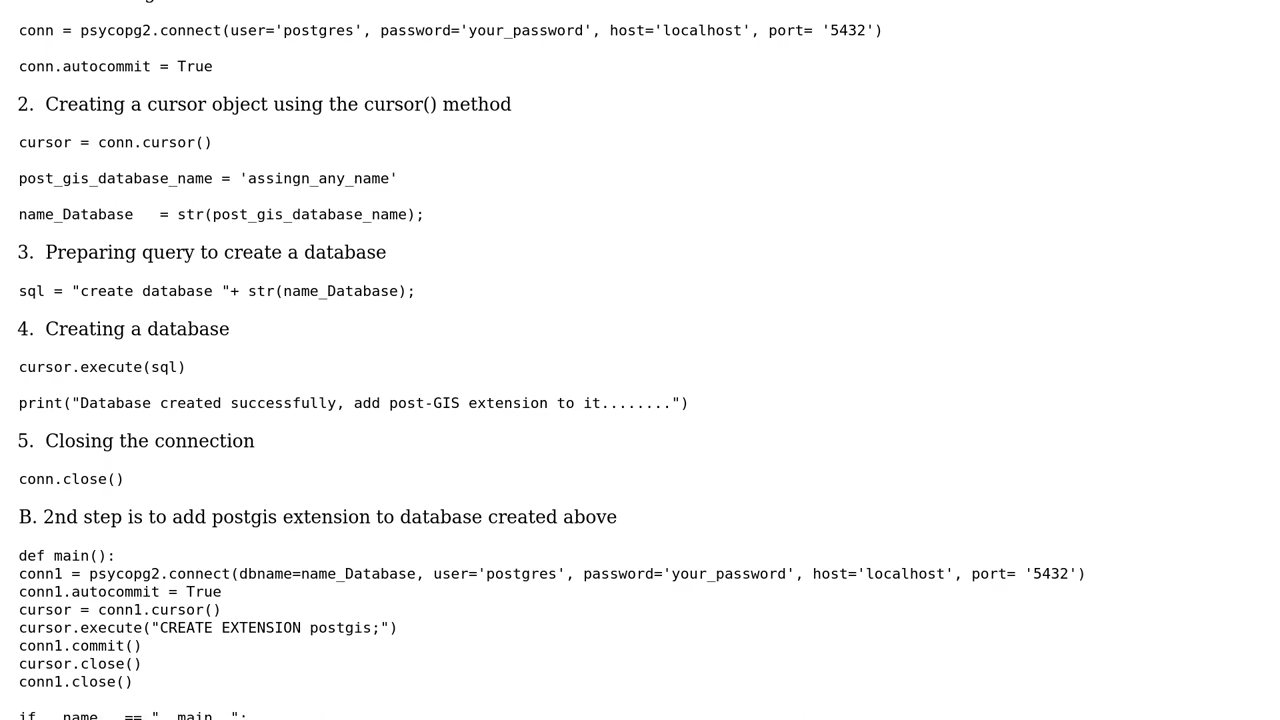 conn = psycopg2.connect(user='postgres', password='your_password', host='localhost', port= '5432')
conn.autocommit = True
2.  Creating a cursor object using the cursor() method
cursor = conn.cursor()
post_gis_database_name = 'assingn_any_name'
name_Database   = str(post_gis_database_name);
3.  Preparing query to create a database
sql = "create database "+ str(name_Database);
4.  Creating a database
cursor.execute(sql)
print("Database created successfully, add post-GIS extension to it........")
5.  Closing the connection
conn.close()
B. 2nd step is to add postgis extension to database created above
def main():
conn1 = psycopg2.connect(dbname=name_Database, user='postgres', password='your_password', host='localhost', port= '5432')
conn1.autocommit = True
cursor = conn1.cursor()
cursor.execute("CREATE EXTENSION postgis;")
conn1.commit()
cursor.close()
conn1.close()
if __name__ == "__main__":